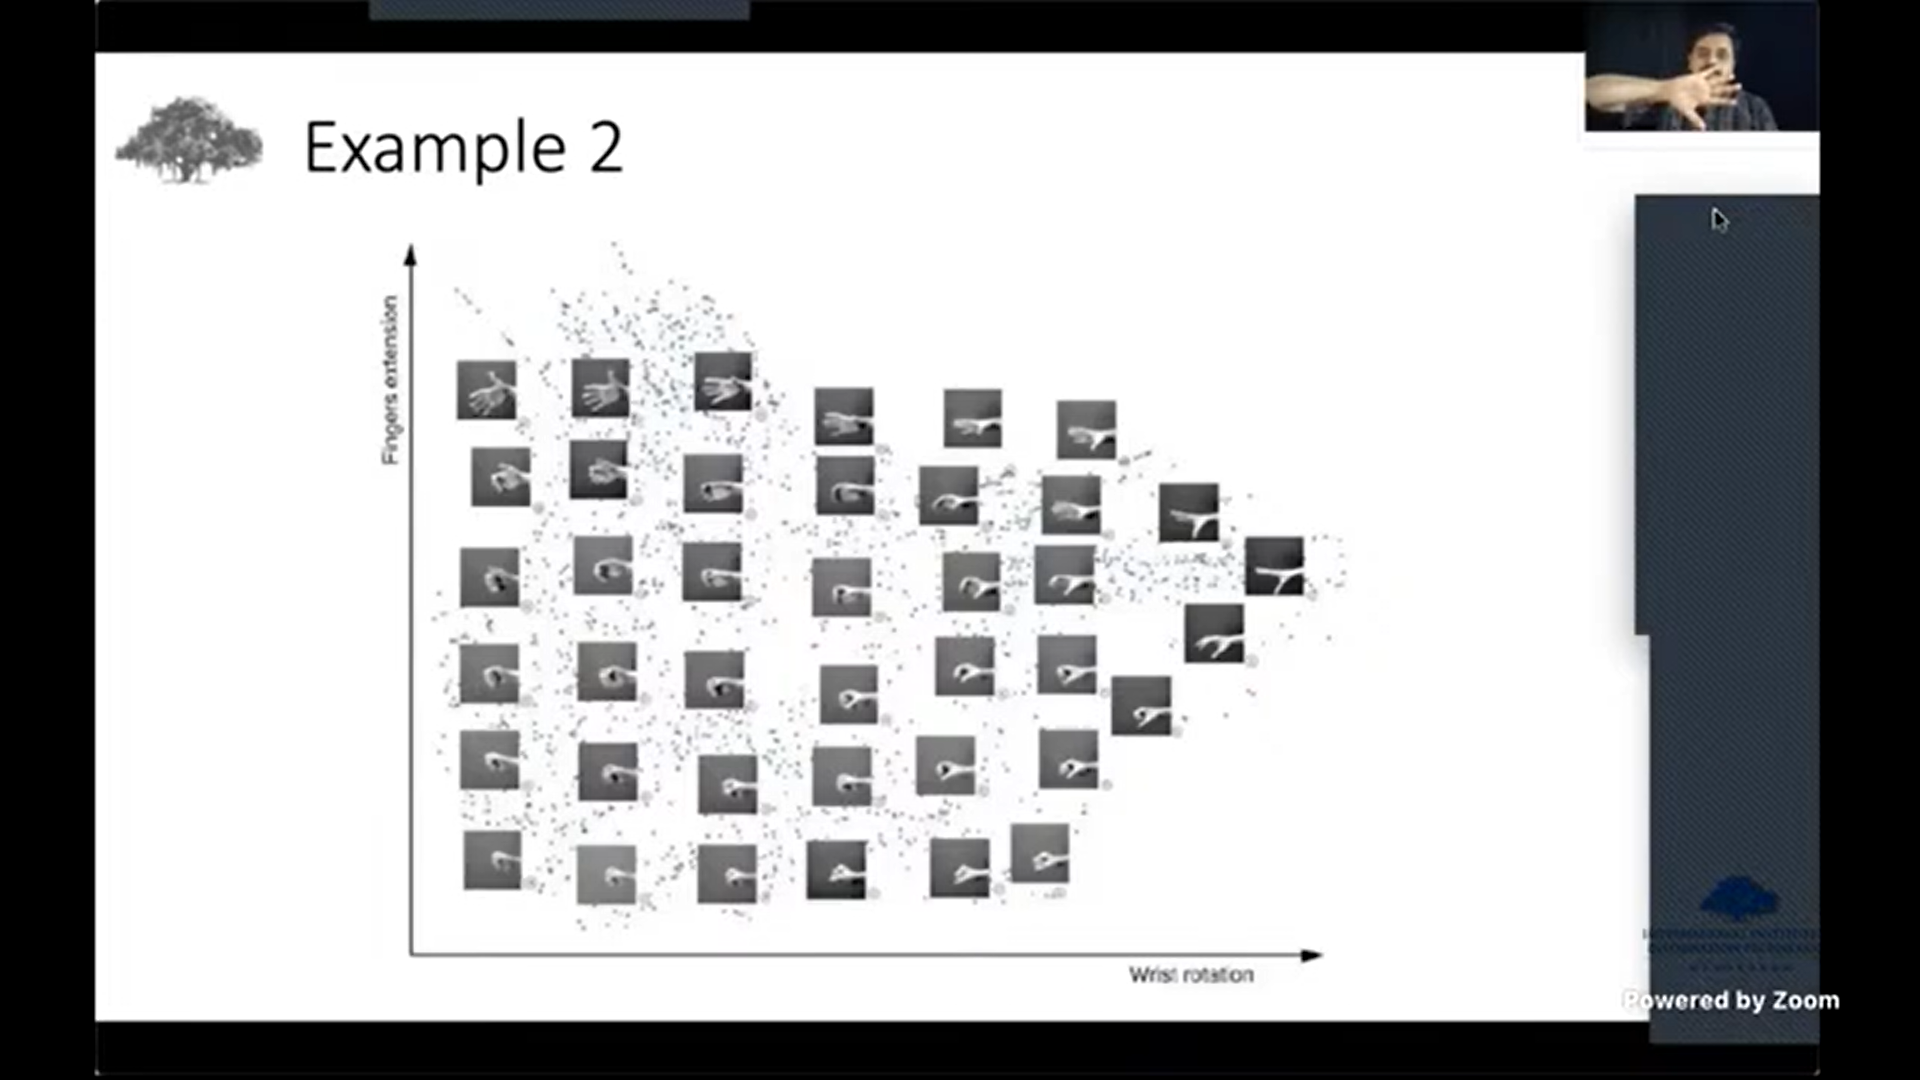 Example 2
Fingers extension
Wrist rotation
Powered by Zoom